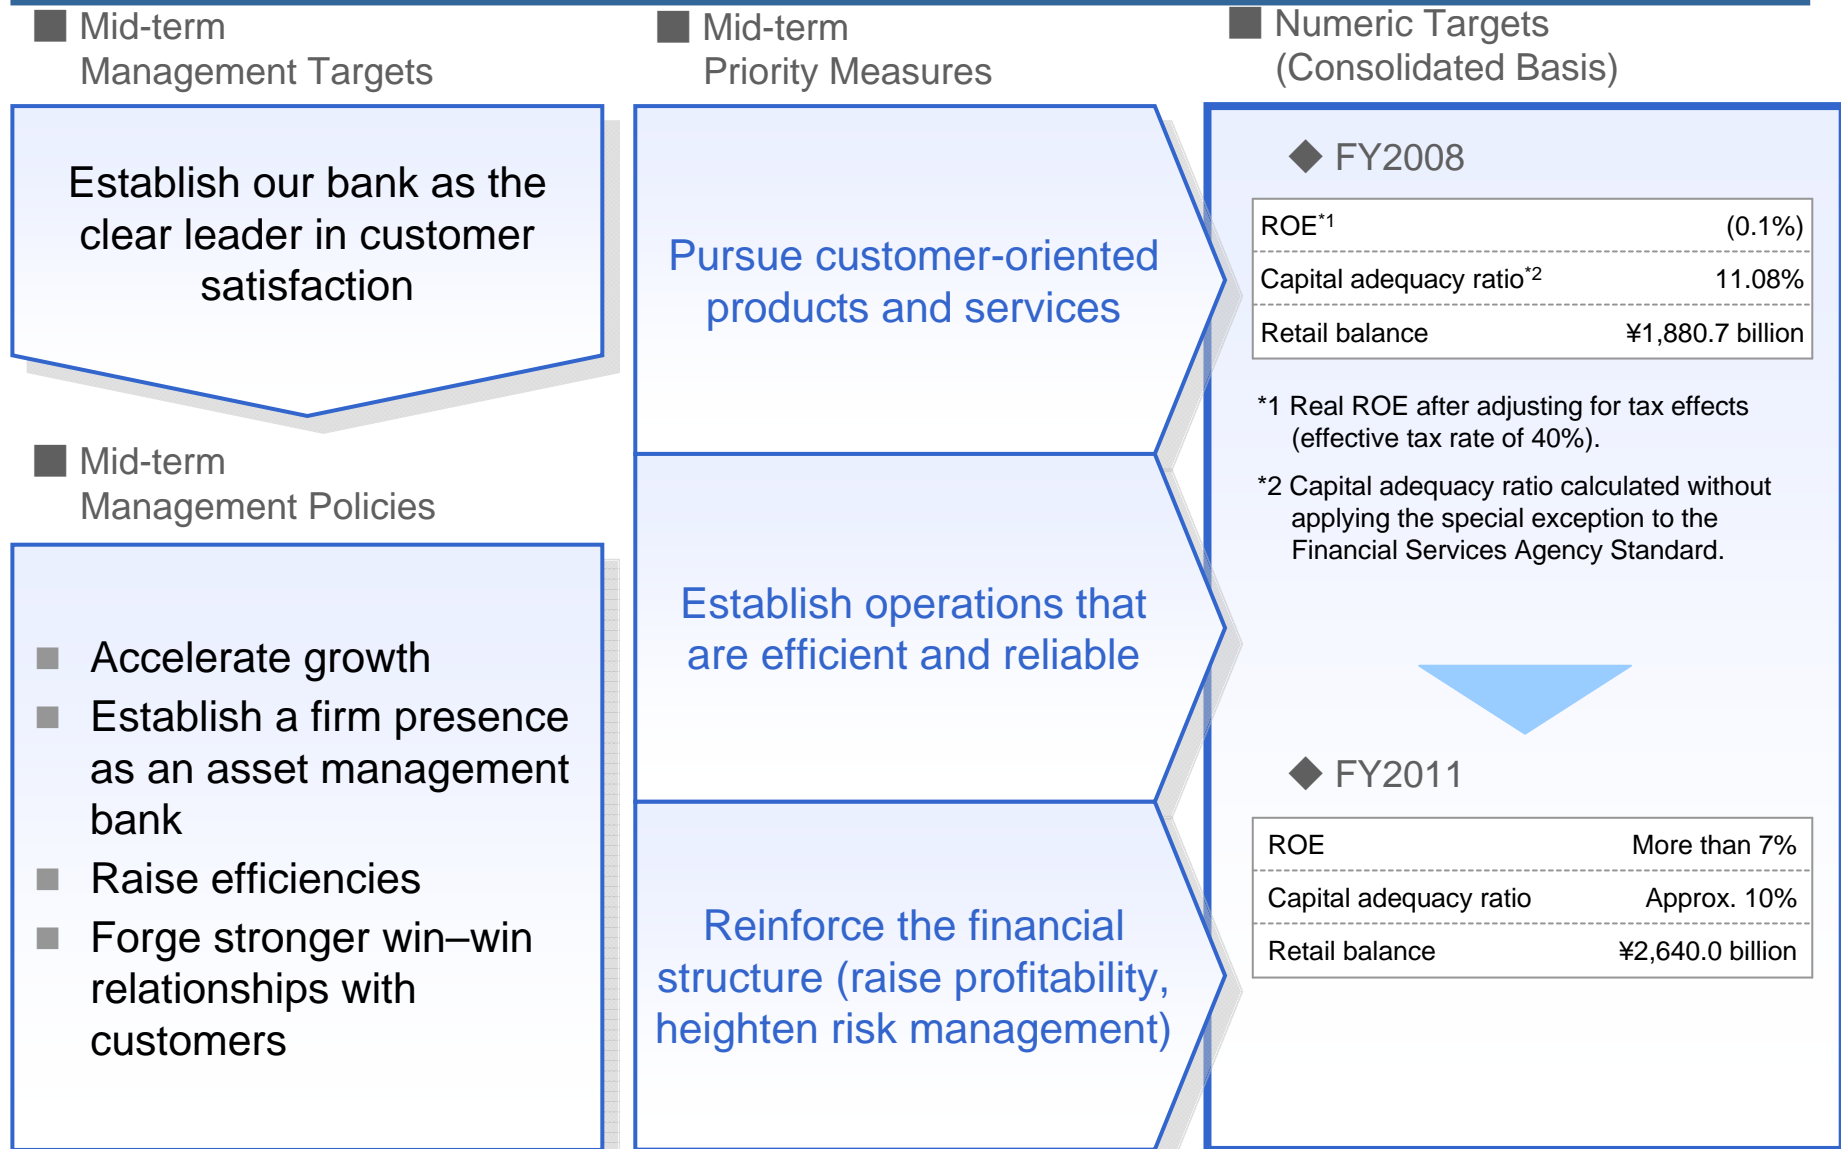 Mid-term
Management Targets
Establish our bank as the
clear leader in customer
satisfaction
Mid-term
Management Policies
Accelerate growth
Establish a firm presence
as an asset management
bank
Raise efficiencies
Forge stronger win–win
relationships with
customers
Mid-term
Priority Measures
Pursue customer-oriented
products and services
Establish operations that
are efficient and reliable
Reinforce the financial
structure (raise profitability,
heighten risk management)
Numeric Targets
(Consolidated Basis)
FY2008
ROE*1 (0.1%)
Capital adequacy ratio*2 11.08%
Retail balance ¥1,880.7 billion
*1 Real ROE after adjusting for tax effects
(effective tax rate of 40%).
*2 Capital adequacy ratio calculated without
applying the special exception to the
Financial Services Agency Standard.
FY2011
ROE More than 7%
Capital adequacy ratio Approx. 10%
Retail balance ¥2,640.0 billion